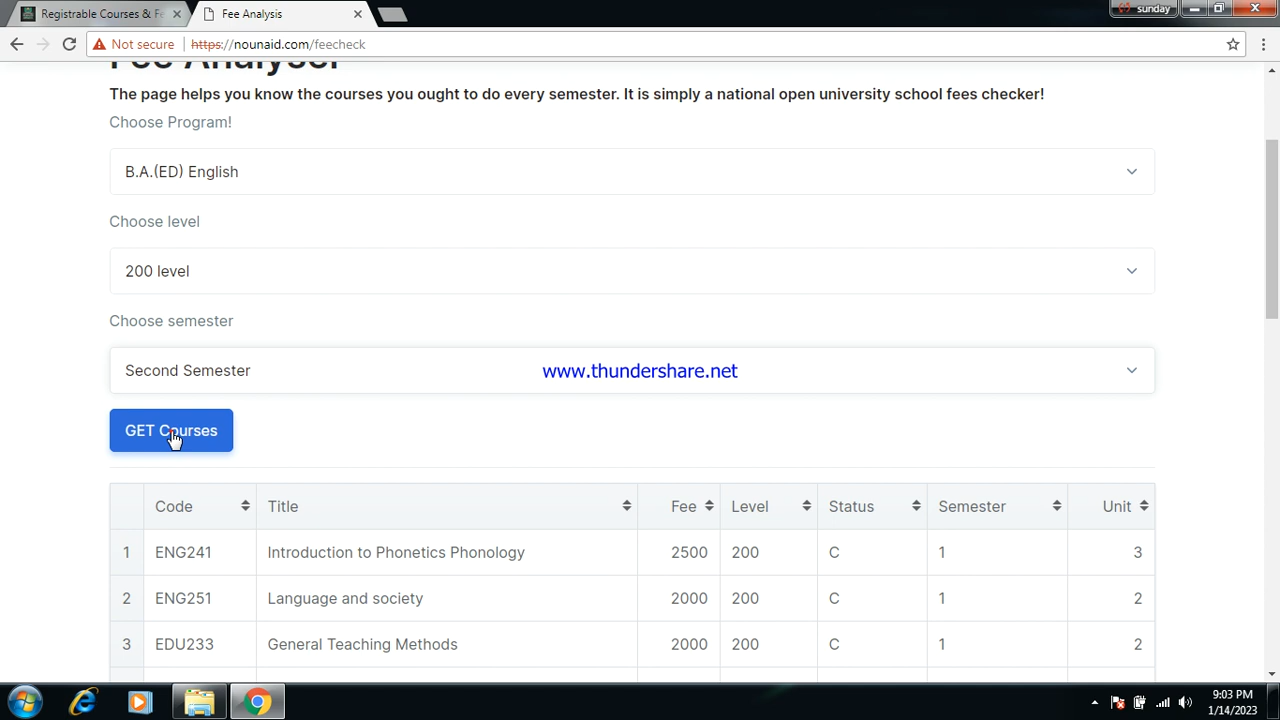 Registrable Courses & Fe
Fee Analysis
sunday
Not secure
https://nounaid.com/feecheck
Fee Analyser
The page helps you know the courses you ought to do every semester. It is simply a national open university school fees checker!
Choose Program!
B.A.(ED) English
Choose level
200 level
Choose semester
Second Semester
www.thundershare.net
GET Courses
Code Title Fee Level Status Semester Unit
1 ENG241 Introduction to Phonetics Phonology 2500 200 C 1 3
2 ENG251 Language and society 2000 200 C 1 2
3 EDU233 General Teaching Methods 2000 200 C 1 2
9:03 PM
1/14/2023